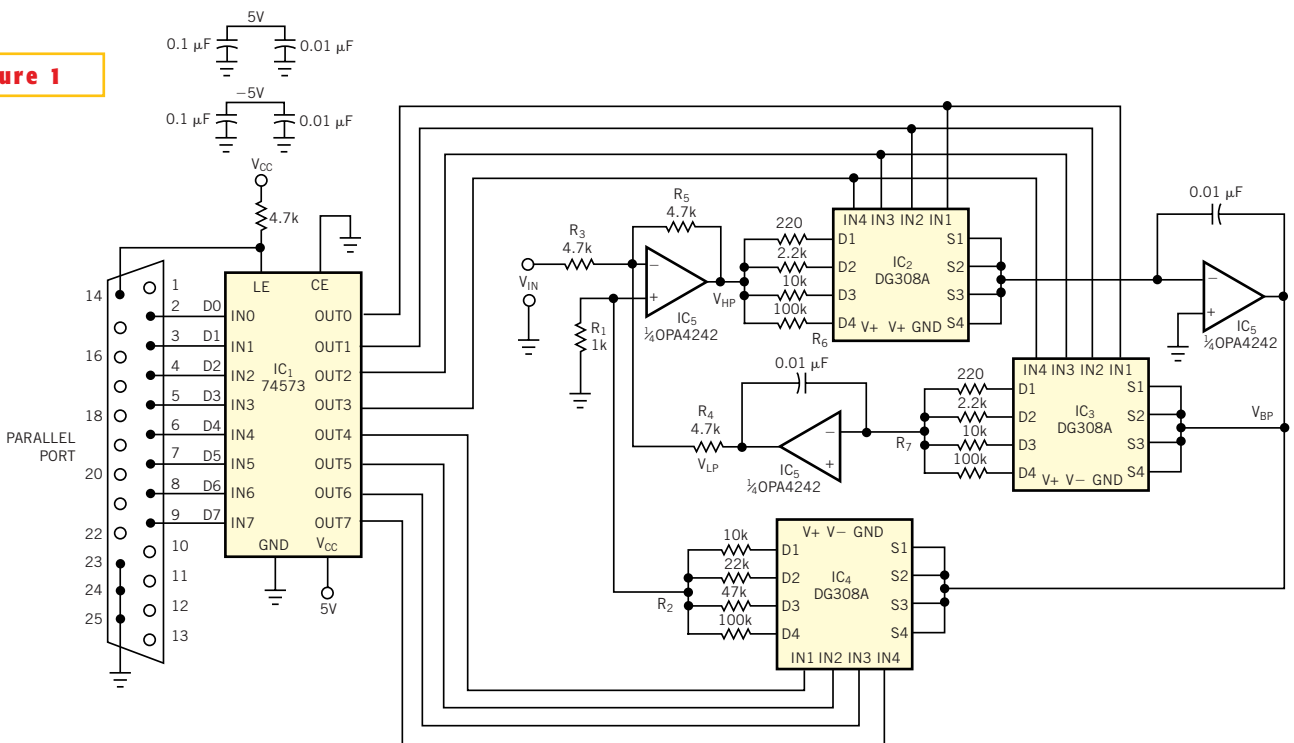 ure 1
5V
0.1 µF
0.01 µF
−5V
0.1 µF
0.01 µF
VCC
4.7k
LE
CE
IN0
IN1
IN2
IN3
IN4
IN5
IN6
IN7
IC1
74573
OUT0
OUT1
OUT2
OUT3
OUT4
OUT5
OUT6
OUT7
GND
VCC
5V
PARALLEL
PORT
14
16
18
20
22
23
24
25
1
2
3
4
5
6
7
8
9
10
11
12
13
D0
D1
D2
D3
D4
D5
D6
D7
VIN
R3
4.7k
R5
4.7k
R1
1k
−
+
IC5
¼OPA4242
VHP
220
2.2k
10k
100k
R6
IN4 IN3 IN2 IN1
D1
D2
D3
D4
IC2
DG308A
S1
S2
S3
S4
V+ V+ GND
0.01 µF
−
+
IC5
¼OPA4242
VBP
0.01 µF
R4
4.7k
VLP
−
+
IC5
¼OPA4242
R7
220
2.2k
10k
100k
IN4 IN3 IN2 IN1
D1
D2
D3
D4
IC3
DG308A
S1
S2
S3
S4
V+ V− GND
R2
10k
22k
47k
100k
V+ V− GND
D1
D2
D3
D4
IC4
DG308A
S1
S2
S3
S4
IN1 IN2 IN3 IN4